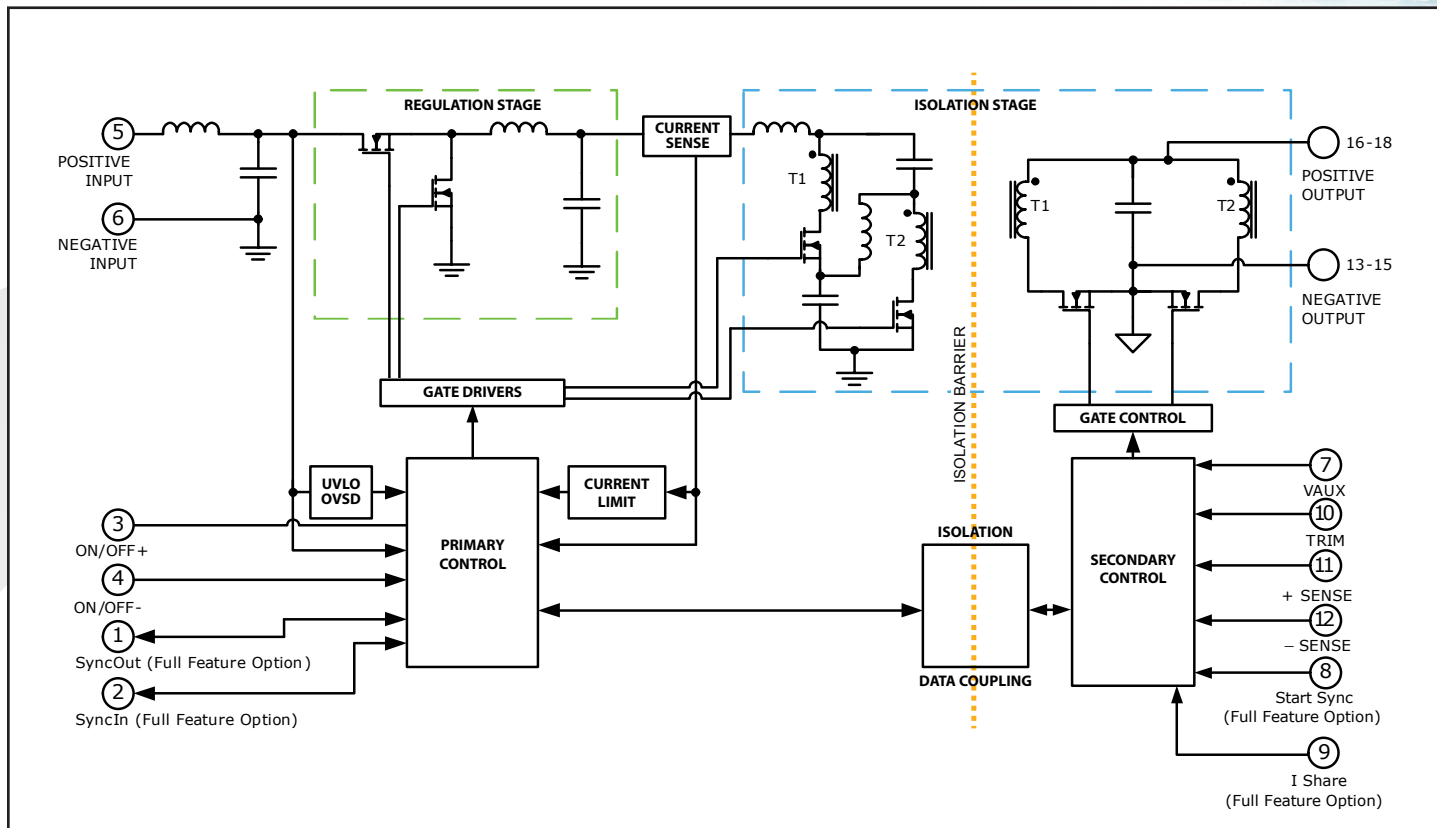 REGULATION STAGE
ISOLATION STAGE
5
POSITIVE
INPUT
6
NEGATIVE
INPUT
CURRENT
SENSE
T1
T2
T1
T2
16-18
POSITIVE
OUTPUT
13-15
NEGATIVE
OUTPUT
ISOLATION BARRIER
GATE DRIVERS
GATE CONTROL
UVLO
OVSD
CURRENT
LIMIT
PRIMARY
CONTROL
3
ON/OFF+
4
ON/OFF-
1
SyncOut (Full Feature Option)
2
SyncIn (Full Feature Option)
ISOLATION
DATA COUPLING
SECONDARY
CONTROL
7
VAUX
10
TRIM
11
+ SENSE
12
− SENSE
8
Start Sync
(Full Feature Option)
9
I Share
(Full Feature Option)